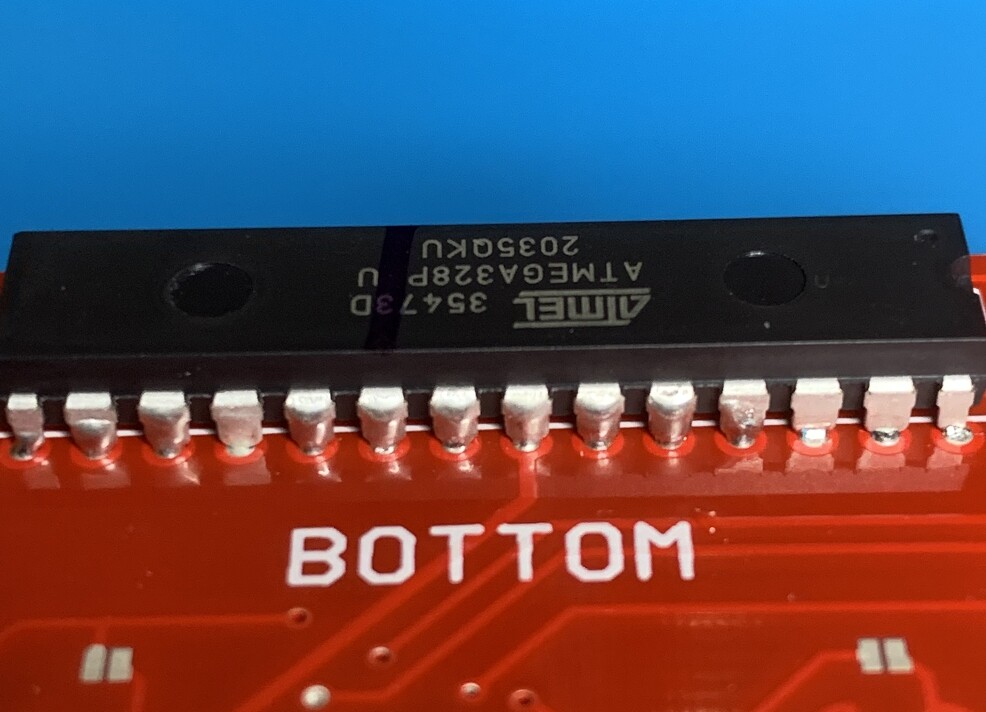 ATMEL 35473D
ATMEGA328P U
2035QKU
BOTTOM